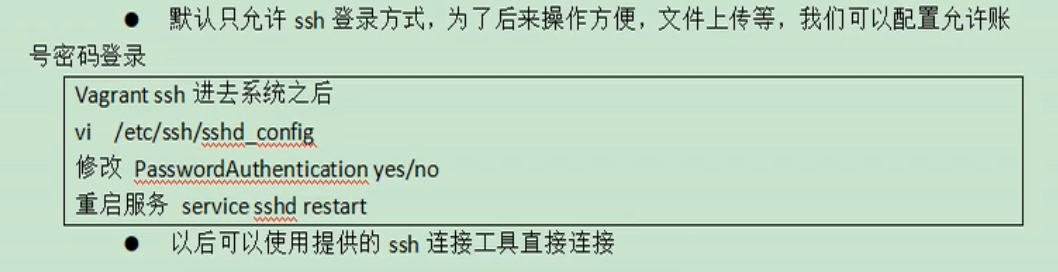 ● 默认只允许 ssh 登录方式，为了后来操作方便，文件上传等，我们可以配置允许账
号密码登录
Vagrant ssh 进去系统之后
vi /etc/ssh/sshd_config
修改 PasswordAuthentication yes/no
重启服务 service sshd restart
● 以后可以使用提供的 ssh 连接工具直接连接